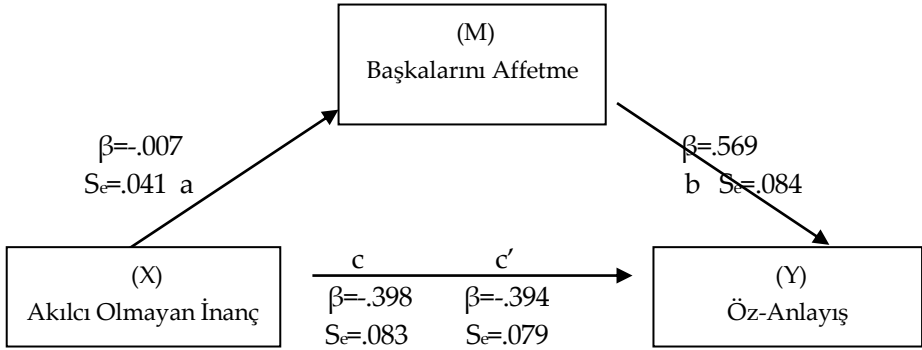 (M)
Başkalarını Affetme
β=-.007
Se=.041 a
β=.569
b Se=.084
(X)
Akılcı Olmayan İnanç
c c′
β=-.398 β=-.394
Se=.083 Se=.079
(Y)
Öz-Anlayış